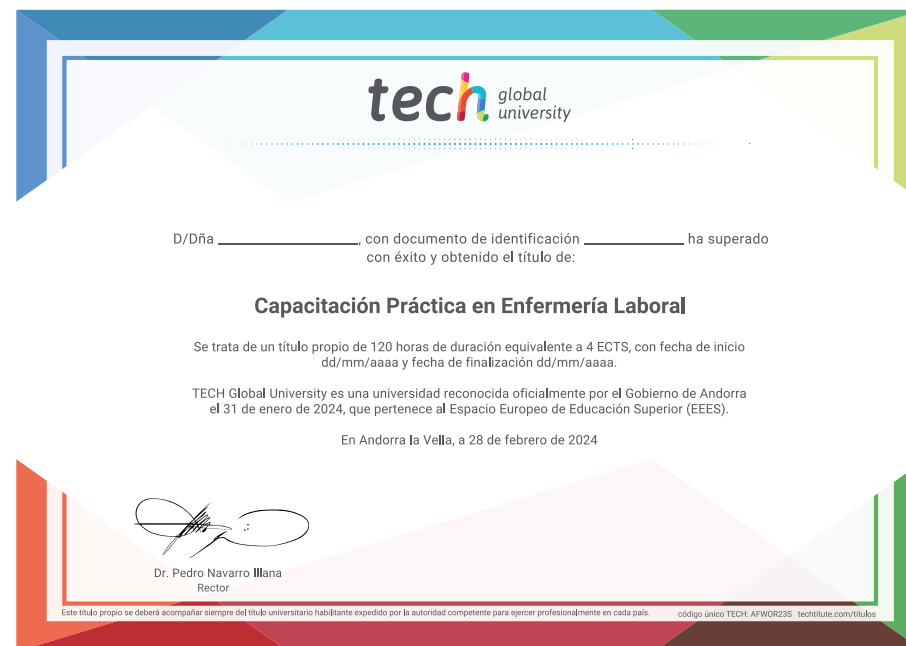 tech global university
D/Dña ____________________, con documento de identificación ______________ ha superado
con éxito y obtenido el título de:
Capacitación Práctica en Enfermería Laboral
Se trata de un título propio de 120 horas de duración equivalente a 4 ECTS, con fecha de inicio
dd/mm/aaaa y fecha de finalización dd/mm/aaaa.
TECH Global University es una universidad reconocida oficialmente por el Gobierno de Andorra
el 31 de enero de 2024, que pertenece al Espacio Europeo de Educación Superior (EEES).
En Andorra la Vella, a 28 de febrero de 2024
Dr. Pedro Navarro Illana
Rector
Este título propio se deberá acompañar siempre del título universitario habilitante expedido por la autoridad competente para ejercer profesionalmente en cada país.
código único TECH: AFWOR23S techtitute.com/titulos